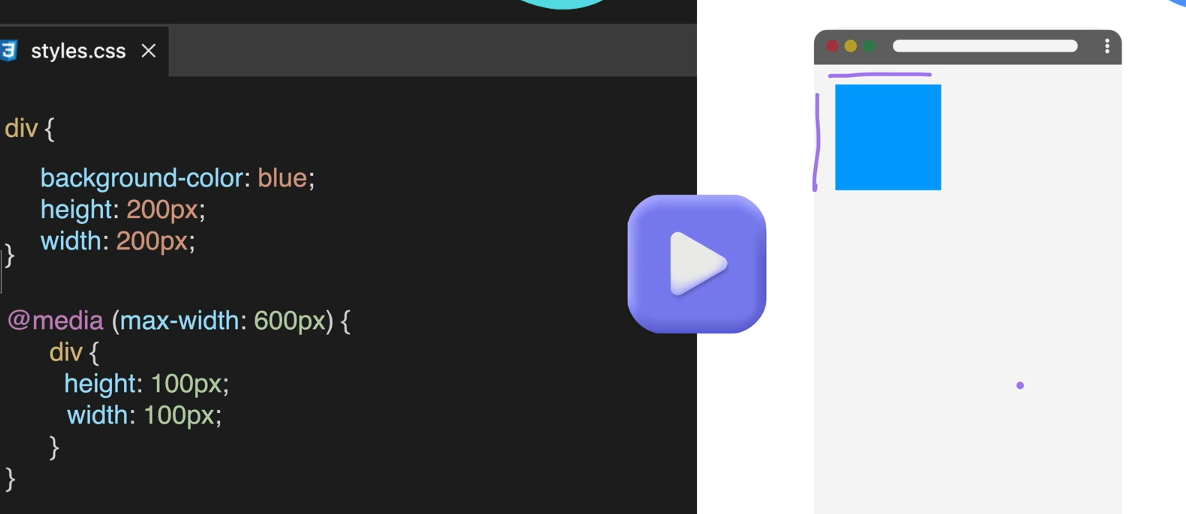 3 styles.css ×
div {
background-color: blue;
height: 200px;
width: 200px;
}
@media (max-width: 600px) {
div {
height: 100px;
width: 100px;
}
}